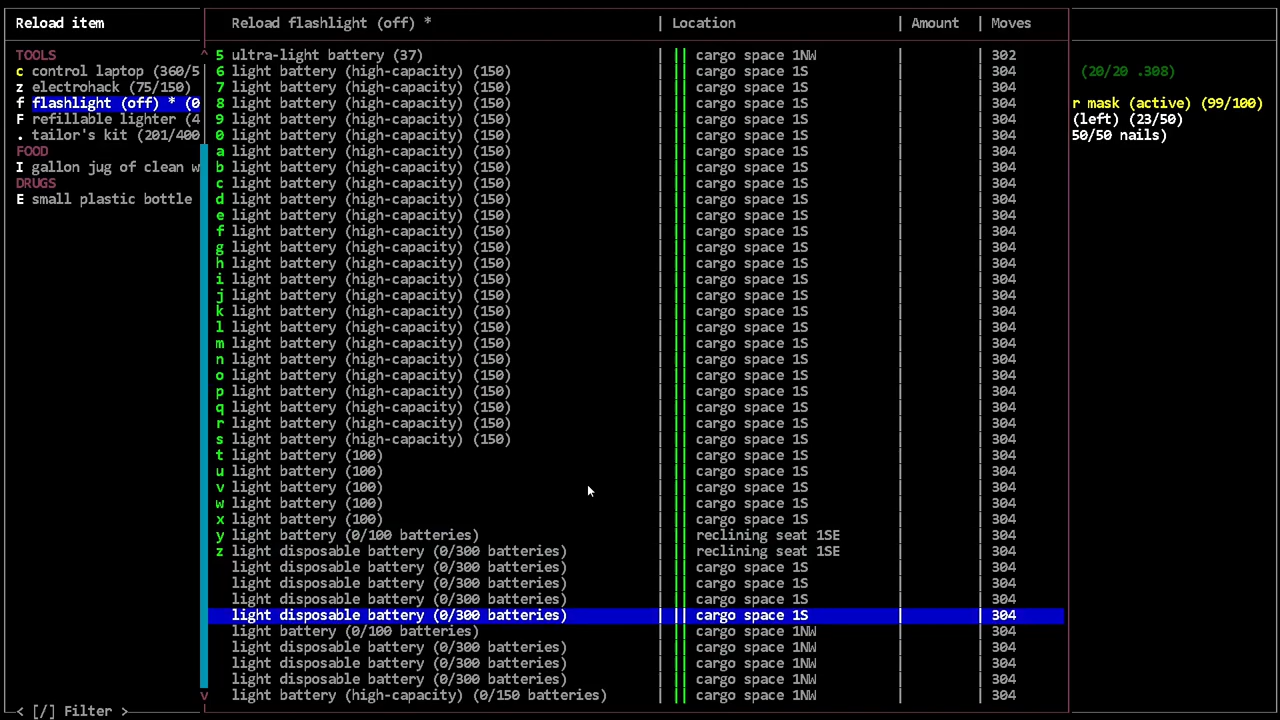 Reload item Reload flashlight (off) * | Location | Amount | Moves
TOOLS ^ 5 ultra-light battery (37) | || cargo space 1NW | | 302
c control laptop (360/5 6 light battery (high-capacity) (150) | || cargo space 1S | | 304 (20/20 .308)
z electrohack (75/150) 7 light battery (high-capacity) (150) | || cargo space 1S | | 304
f flashlight (off) * (0 8 light battery (high-capacity) (150) | || cargo space 1S | | 304 r mask (active) (99/100)
F refillable lighter (4 9 light battery (high-capacity) (150) | || cargo space 1S | | 304 (left) (23/50)
. tailor's kit (201/400 0 light battery (high-capacity) (150) | || cargo space 1S | | 304 50/50 nails)
FOOD a light battery (high-capacity) (150) | || cargo space 1S | | 304
I gallon jug of clean w b light battery (high-capacity) (150) | || cargo space 1S | | 304
DRUGS c light battery (high-capacity) (150) | || cargo space 1S | | 304
E small plastic bottle d light battery (high-capacity) (150) | || cargo space 1S | | 304
e light battery (high-capacity) (150) | || cargo space 1S | | 304
f light battery (high-capacity) (150) | || cargo space 1S | | 304
g light battery (high-capacity) (150) | || cargo space 1S | | 304
h light battery (high-capacity) (150) | || cargo space 1S | | 304
i light battery (high-capacity) (150) | || cargo space 1S | | 304
j light battery (high-capacity) (150) | || cargo space 1S | | 304
k light battery (high-capacity) (150) | || cargo space 1S | | 304
l light battery (high-capacity) (150) | || cargo space 1S | | 304
m light battery (high-capacity) (150) | || cargo space 1S | | 304
n light battery (high-capacity) (150) | || cargo space 1S | | 304
o light battery (high-capacity) (150) | || cargo space 1S | | 304
p light battery (high-capacity) (150) | || cargo space 1S | | 304
q light battery (high-capacity) (150) | || cargo space 1S | | 304
r light battery (high-capacity) (150) | || cargo space 1S | | 304
s light battery (high-capacity) (150) | || cargo space 1S | | 304
t light battery (100) | || cargo space 1S | | 304
u light battery (100) | || cargo space 1S | | 304
v light battery (100) | || cargo space 1S | | 304
w light battery (100) | || cargo space 1S | | 304
x light battery (100) | || cargo space 1S | | 304
y light battery (0/100 batteries) | || reclining seat 1SE | | 304
z light disposable battery (0/300 batteries) | || reclining seat 1SE | | 304
light disposable battery (0/300 batteries) | || cargo space 1S | | 304
light disposable battery (0/300 batteries) | || cargo space 1S | | 304
light disposable battery (0/300 batteries) | || cargo space 1S | | 304
light disposable battery (0/300 batteries) | || cargo space 1S | | 304
light battery (0/100 batteries) | || cargo space 1NW | | 304
light disposable battery (0/300 batteries) | || cargo space 1NW | | 304
light disposable battery (0/300 batteries) | || cargo space 1NW | | 304
light disposable battery (0/300 batteries) | || cargo space 1NW | | 304
v light battery (high-capacity) (0/150 batteries) | || cargo space 1NW | | 304
< [/] Filter >